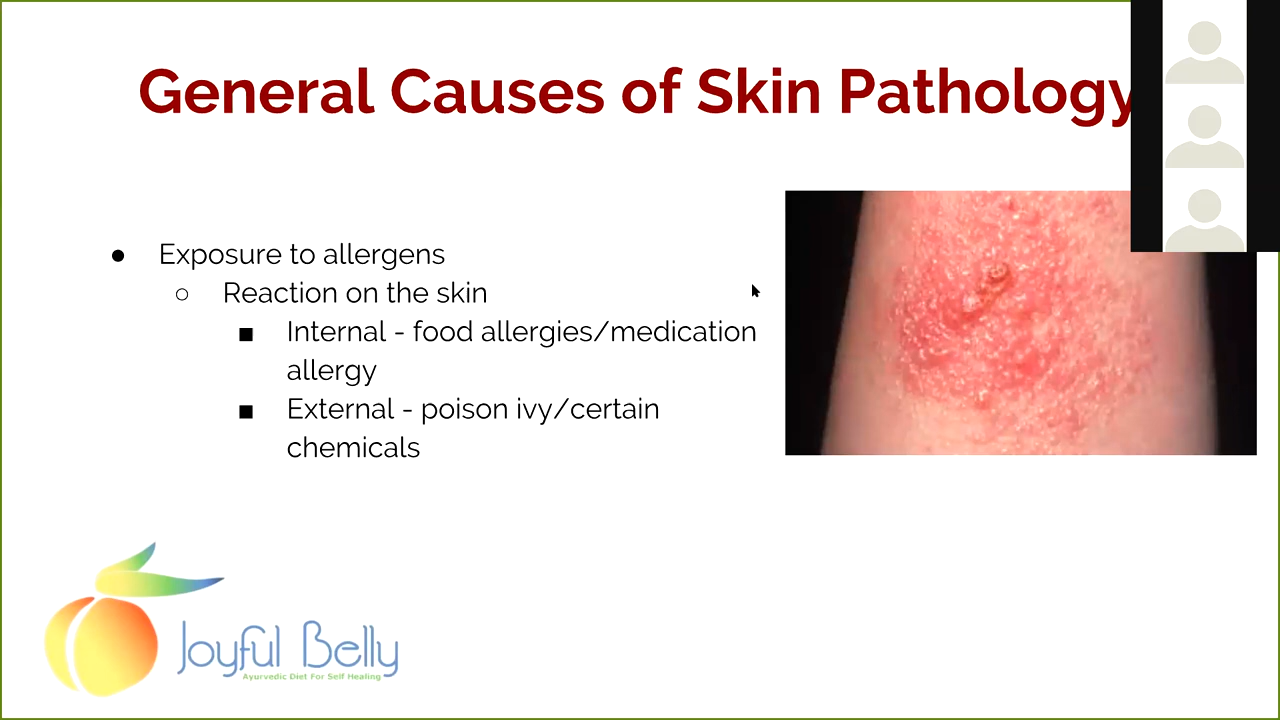 General Causes of Skin Pathology
● Exposure to allergens
○ Reaction on the skin
■ Internal - food allergies/medication
allergy
■ External - poison ivy/certain
chemicals
Joyful Belly
Ayurvedic Diet For Self Healing